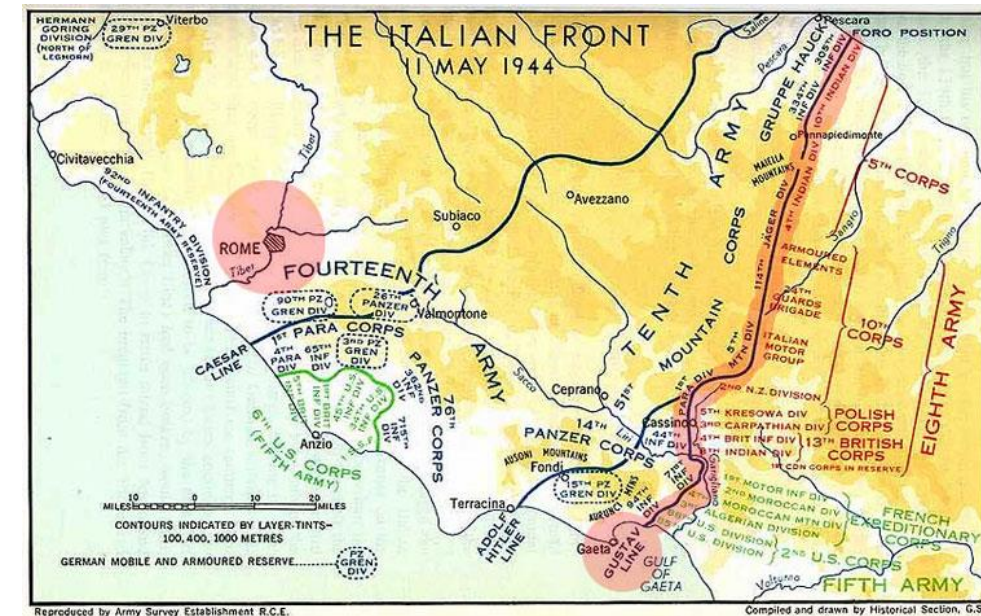 THE ITALIAN FRONT
11 MAY 1944
HERMANN
GORING
DIVISION
(NORTH OF
LEGHORN)
29TH PZ
GREN DIV
Viterbo
Saline
Pescara
FORO POSITION
Pescara
Civitavecchia
Tiber
92ND INFANTRY DIVISION
(FOURTEENTH ARMY RESERVE)
ROME
Tiber
Subiaco
Avezzano
FOURTEENTH
ARMY
90TH PZ
GREN DIV
26TH
PANZER
DIV
Valmontone
1ST PARA CORPS
CAESAR
LINE
4TH
PARA
DIV
65TH
INF
DIV
3RD PZ
GREN DIV
362ND
INF
DIV
715TH
INF
DIV
76TH
PANZER CORPS
Sacco
6TH U.S. CORPS
(FIFTH ARMY)
Anzio
TENTH ARMY
51ST MOUNTAIN CORPS
GRUPPE HAUCK
305TH
INF DIV
334TH
INF DIV
10TH INDIAN DIV
Pennapiedimonte
MAIELLA
MOUNTAINS
4TH INDIAN DIV
114TH JÄGER DIV
5TH
MTN DIV
1ST
PARA DIV
5TH CORPS
Sangro
Trigno
ARMOURED
ELEMENTS
24TH
GUARDS
BRIGADE
ITALIAN
MOTOR
GROUP
10TH
CORPS
EIGHTH ARMY
2ND N.Z. DIVISION
Ceprano
Liri
Cassino
44TH
INF DIV
14TH
PANZER CORPS
5TH KRESOWA DIV
3RD CARPATHIAN DIV
POLISH
CORPS
4TH BRIT INF DIV
8TH INDIAN DIV
13TH BRITISH
CORPS
1ST CDN CORPS IN RESERVE
AUSONI MOUNTAINS
Fondi
15TH PZ
GREN DIV
AURUNCI MTNS
71ST
INF
DIV
94TH
INF
DIV
Garigliano
Terracina
ADOLF
HITLER
LINE
Gaeta
GUSTAV
LINE
GULF
OF
GAETA
1ST MOTOR INF DIV
2ND MOROCCAN DIV
4TH MOROCCAN MTN DIV
3RD ALGERIAN DIVISION
FRENCH
EXPEDITIONARY
CORPS
88TH U.S. DIVISION
85TH U.S. DIVISION
2ND U.S. CORPS
Volturno
FIFTH ARMY
10 0 10 20
MILES MILES
CONTOURS INDICATED BY LAYER-TINTS—
100, 400, 1000 METRES
GERMAN MOBILE AND ARMOURED RESERVE
PZ
GREN
DIV
Reproduced by Army Survey Establishment R.C.E.
Compiled and drawn by Historical Section, G.S.